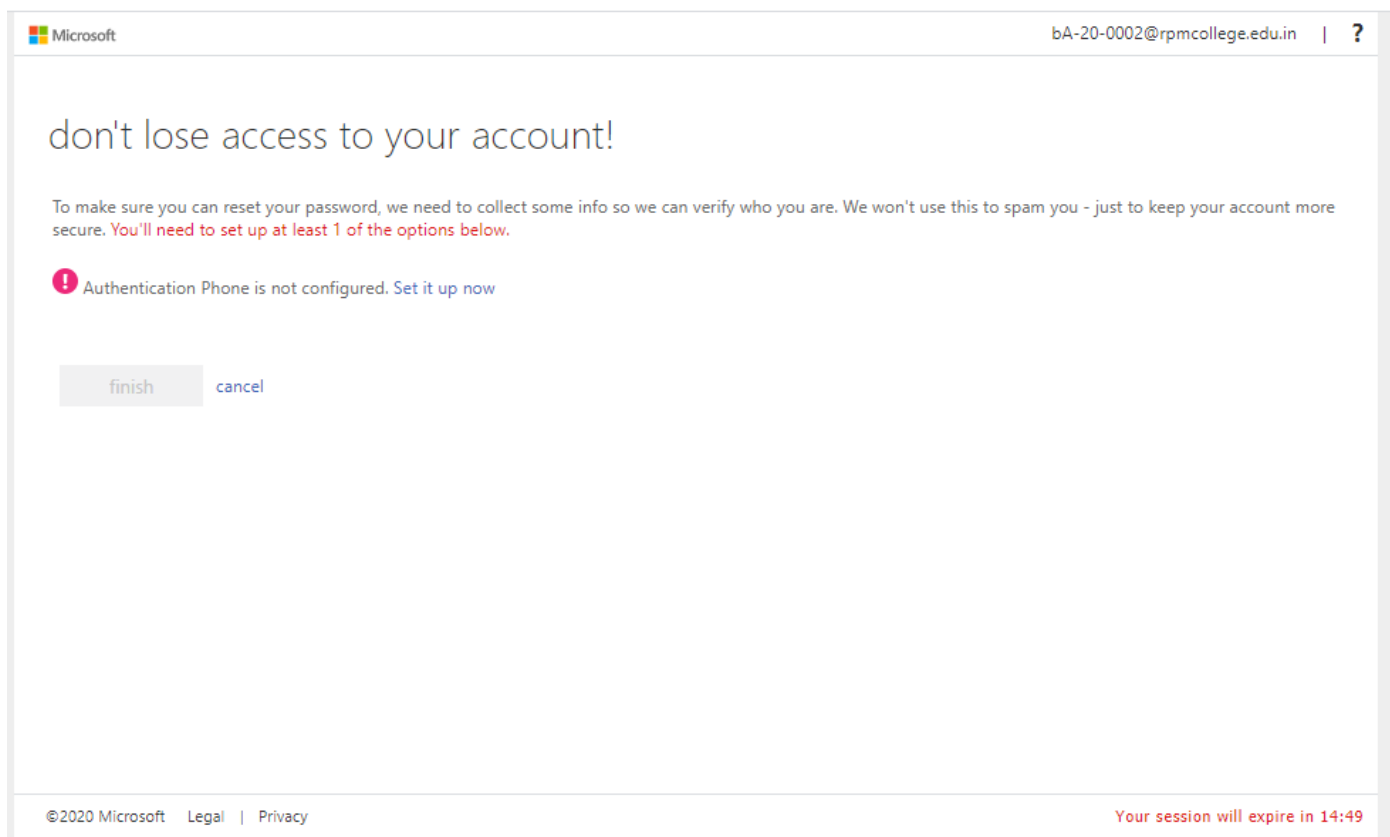 Microsoft
bA-20-0002@rpmcollege.edu.in | ?
don't lose access to your account!
To make sure you can reset your password, we need to collect some info so we can verify who you are. We won't use this to spam you - just to keep your account more
secure. You'll need to set up at least 1 of the options below.
! Authentication Phone is not configured. Set it up now
finish cancel
©2020 Microsoft Legal | Privacy
Your session will expire in 14:49